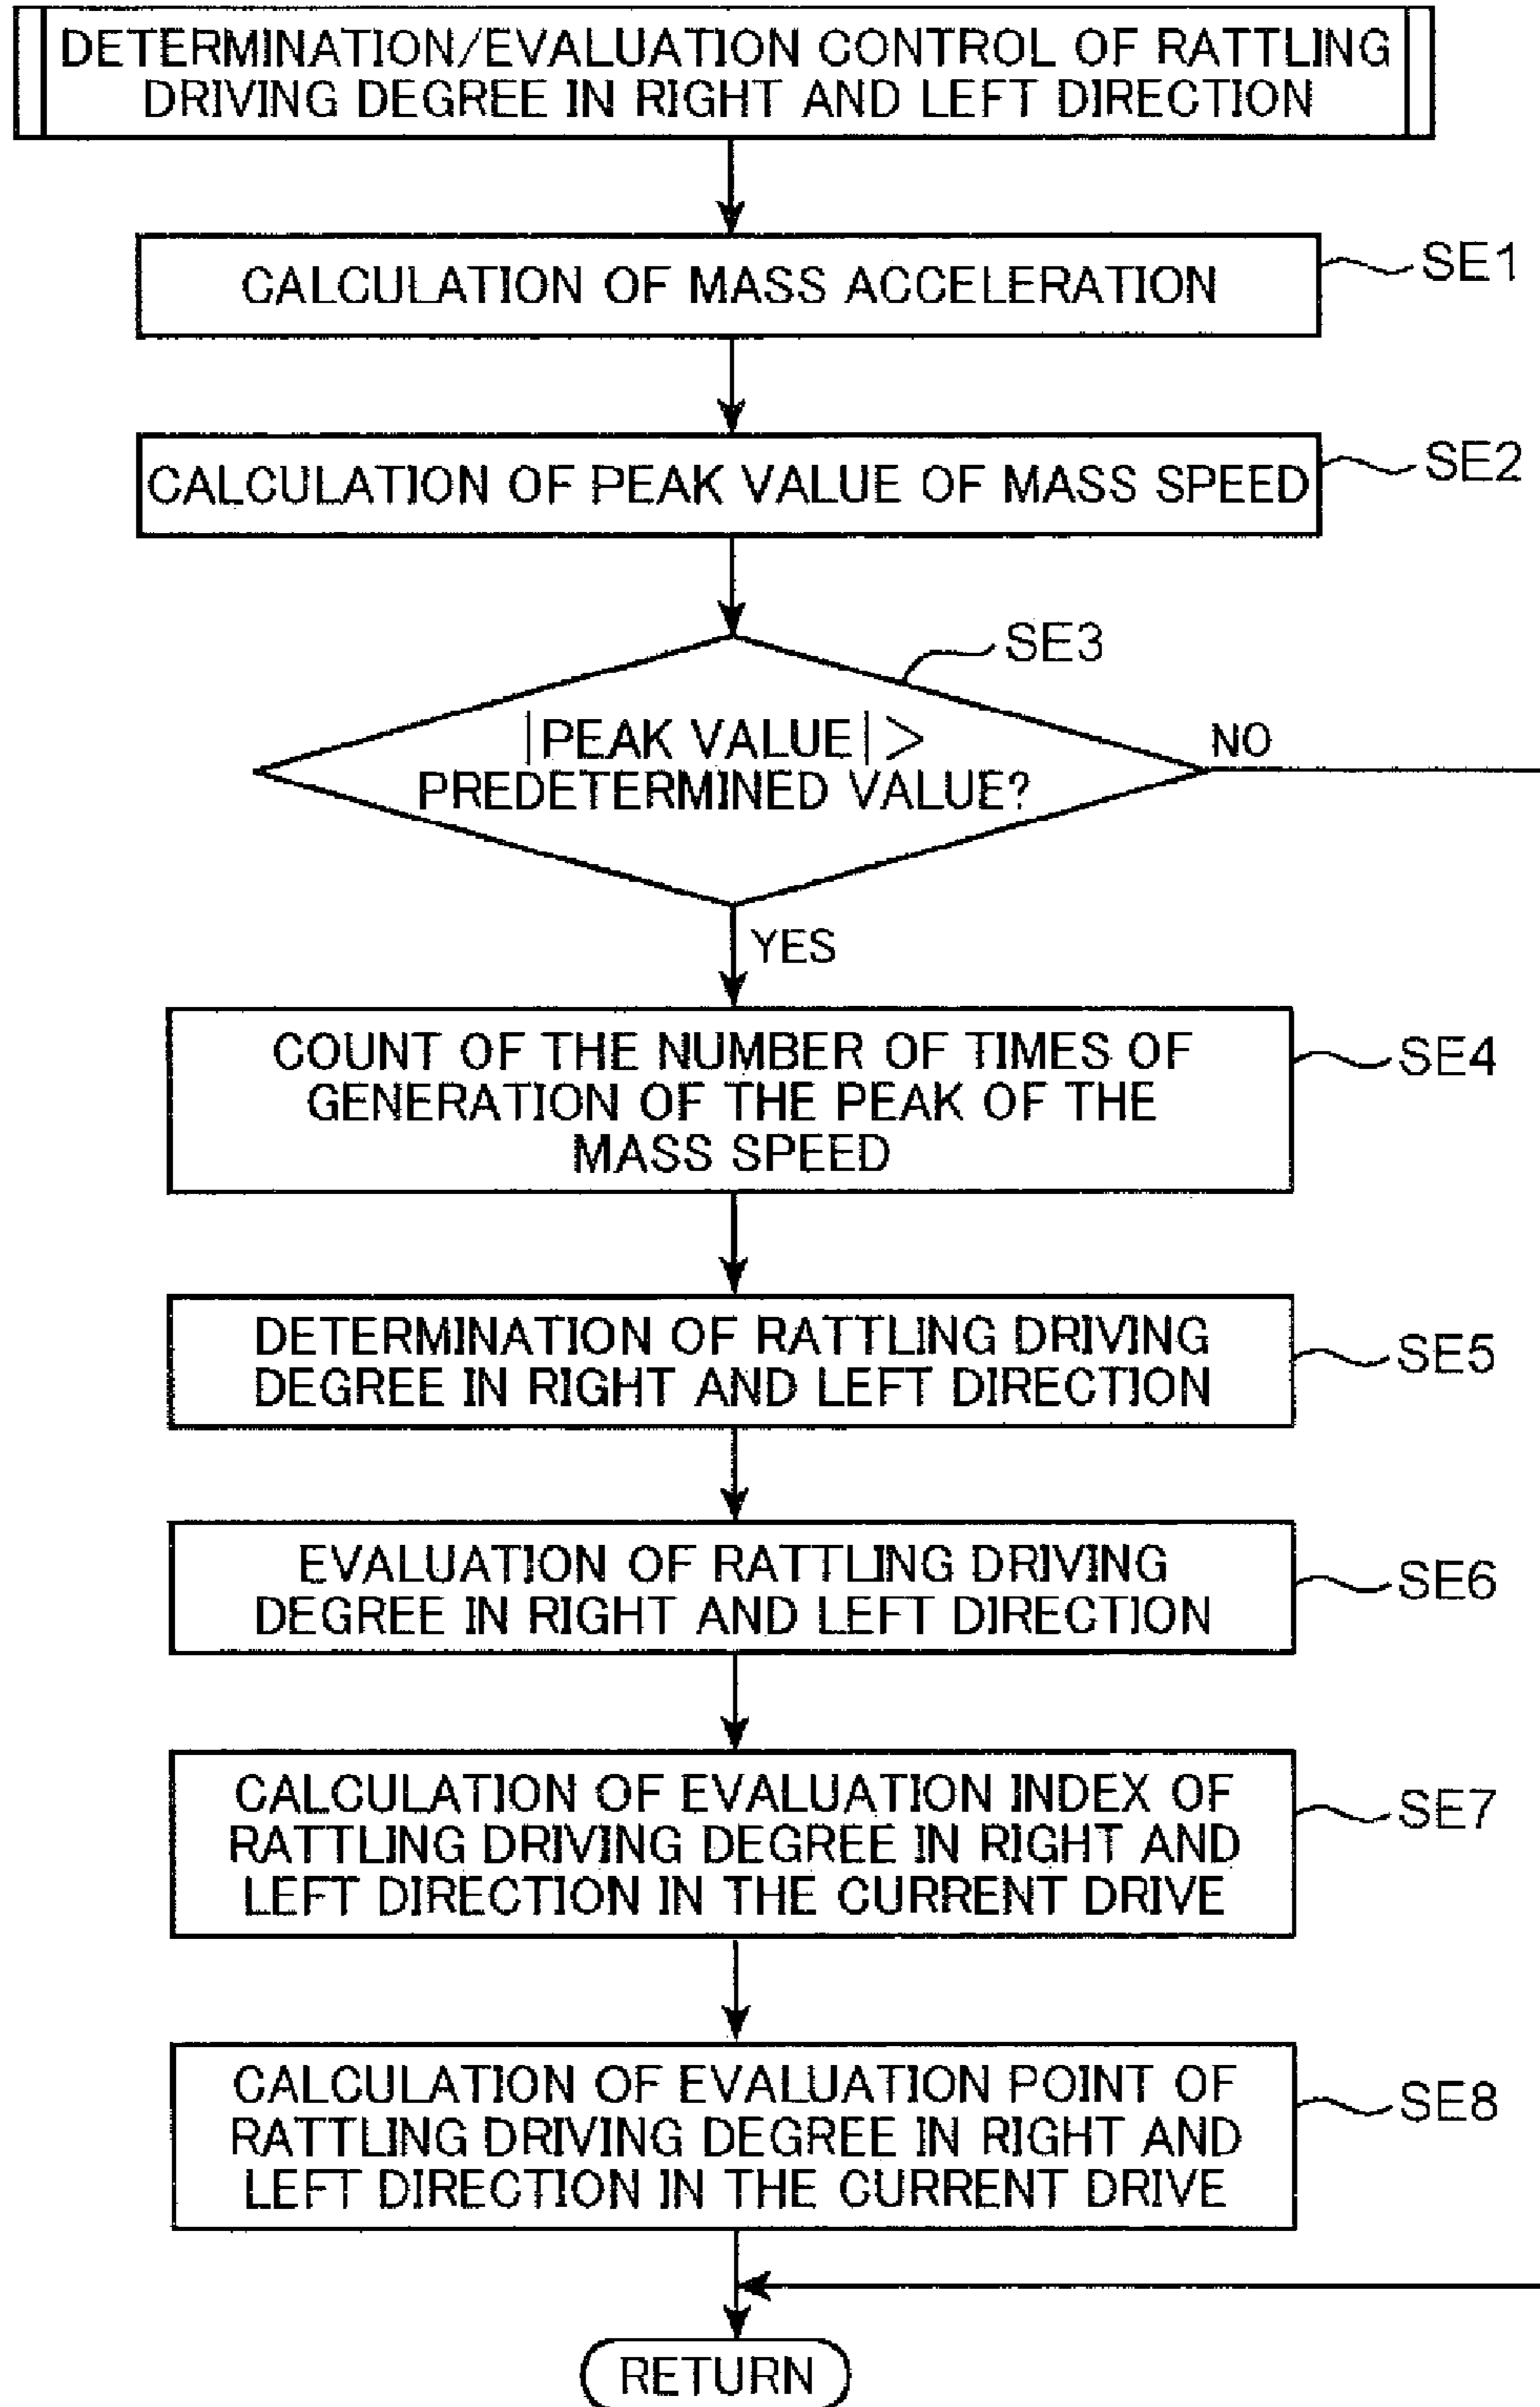 DETERMINATION/EVALUATION CONTROL OF RATTLING
DRIVING DEGREE IN RIGHT AND LEFT DIRECTION
CALCULATION OF MASS ACCELERATION
SE1
CALCULATION OF PEAK VALUE OF MASS SPEED
SE2
SE3
|PEAK VALUE|>
PREDETERMINED VALUE?
NO
YES
COUNT OF THE NUMBER OF TIMES OF
GENERATION OF THE PEAK OF THE
MASS SPEED
SE4
DETERMINATION OF RATTLING DRIVING
DEGREE IN RIGHT AND LEFT DIRECTION
SE5
EVALUATION OF RATTLING DRIVING
DEGREE IN RIGHT AND LEFT DIRECTION
SE6
CALCULATION OF EVALUATION INDEX OF
RATTLING DRIVING DEGREE IN RIGHT AND
LEFT DIRECTION IN THE CURRENT DRIVE
SE7
CALCULATION OF EVALUATION POINT OF
RATTLING DRIVING DEGREE IN RIGHT AND
LEFT DIRECTION IN THE CURRENT DRIVE
SE8
RETURN